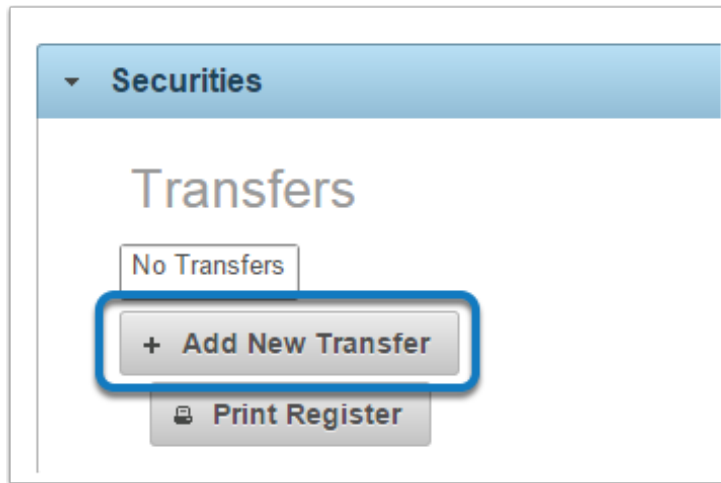 Securities
Transfers
No Transfers
+ Add New Transfer
Print Register